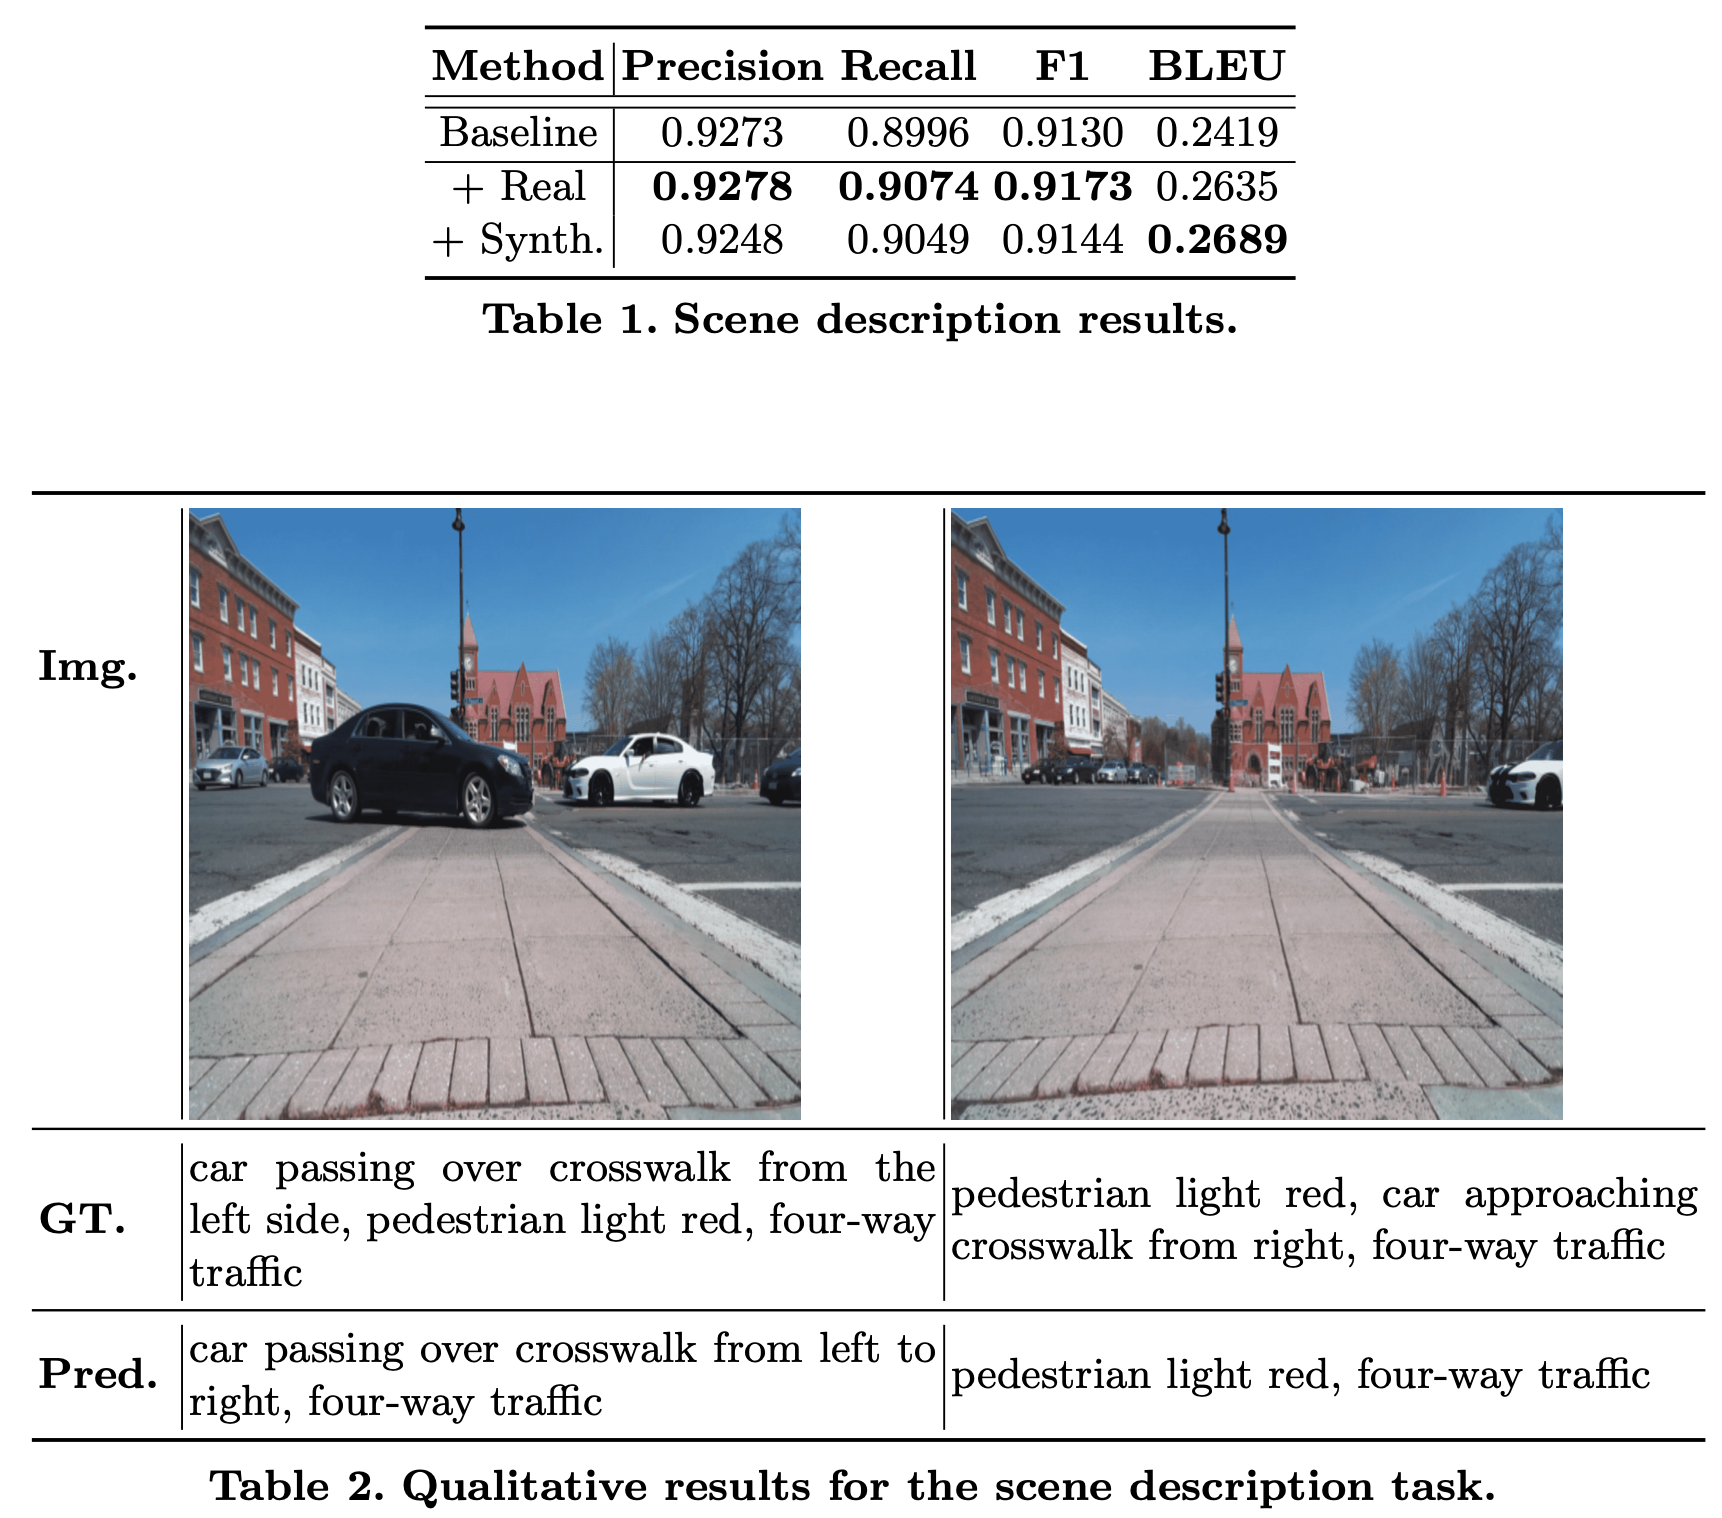 Method Precision Recall F1 BLEU
Baseline 0.9273 0.8996 0.9130 0.2419
+ Real 0.9278 0.9074 0.9173 0.2635
+ Synth. 0.9248 0.9049 0.9144 0.2689
Table 1. Scene description results.
Img.
GT.
car passing over crosswalk from the
left side, pedestrian light red, four-way
traffic
pedestrian light red, car approaching
crosswalk from right, four-way traffic
Pred.
car passing over crosswalk from left to
right, four-way traffic
pedestrian light red, four-way traffic
Table 2. Qualitative results for the scene description task.